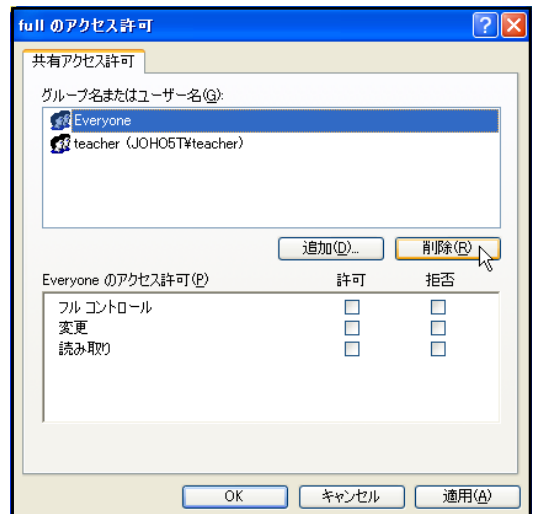 full のアクセス許可
共有アクセス許可
グループ名またはユーザー名(G):
Everyone
teacher (JOHO5T¥teacher)
追加(D)... 削除(R)
Everyone のアクセス許可(P) 許可 拒否
フル コントロール
変更
読み取り
OK キャンセル 適用(A)